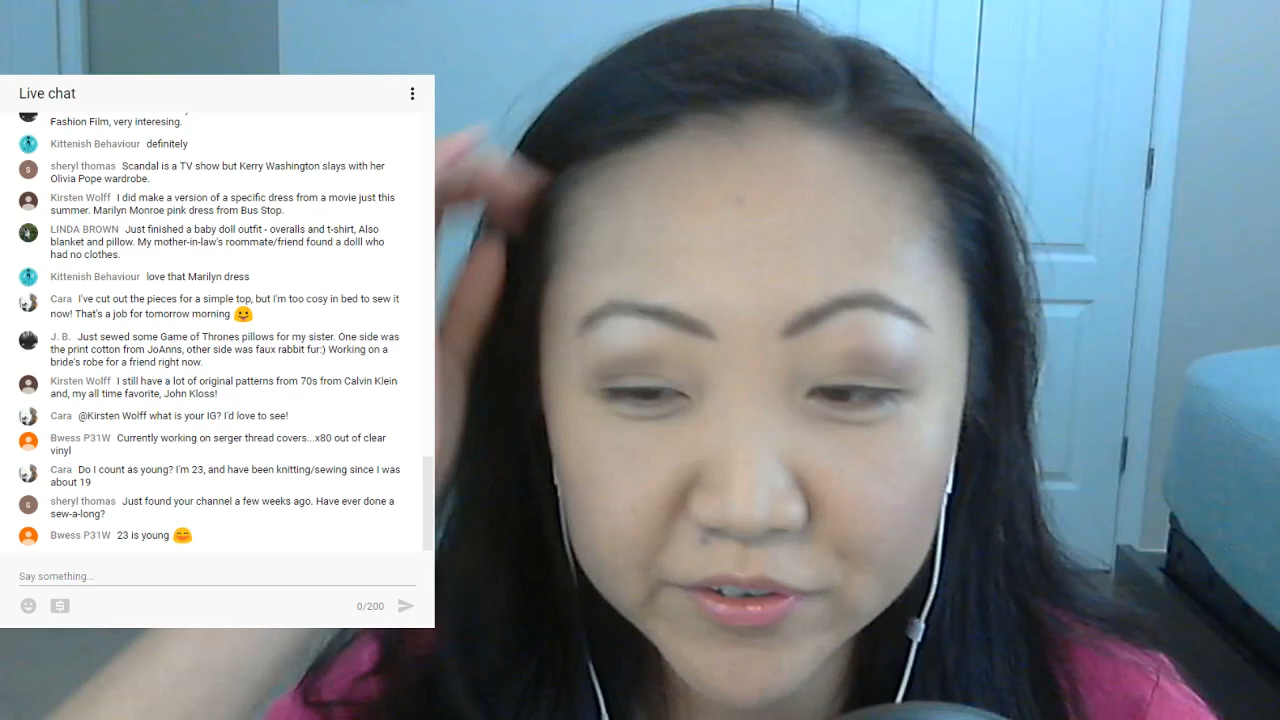 Live chat
Fashion Film, very interesing.
Kittenish Behaviour definitely
sheryl thomas Scandal is a TV show but Kerry Washington slays with her
Olivia Pope wardrobe.
Kirsten Wolff I did make a version of a specific dress from a movie just this
summer. Marilyn Monroe pink dress from Bus Stop.
LINDA BROWN Just finished a baby doll outfit - overalls and t-shirt, Also
blanket and pillow. My mother-in-law's roommate/friend found a dolll who
had no clothes.
Kittenish Behaviour love that Marilyn dress
Cara I've cut out the pieces for a simple top, but I'm too cosy in bed to sew it
now! That's a job for tomorrow morning
J. B. Just sewed some Game of Thrones pillows for my sister. One side was
the print cotton from JoAnns, other side was faux rabbit fur:) Working on a
bride's robe for a friend right now.
Kirsten Wolff I still have a lot of original patterns from 70s from Calvin Klein
and, my all time favorite, John Kloss!
Cara @Kirsten Wolff what is your IG? I'd love to see!
Bwess P31W Currently working on serger thread covers...x80 out of clear
vinyl
Cara Do I count as young? I'm 23, and have been knitting/sewing since I was
about 19
S sheryl thomas Just found your channel a few weeks ago. Have ever done a
sew-a-long?
Bwess P31W 23 is young
Say something...
0/200